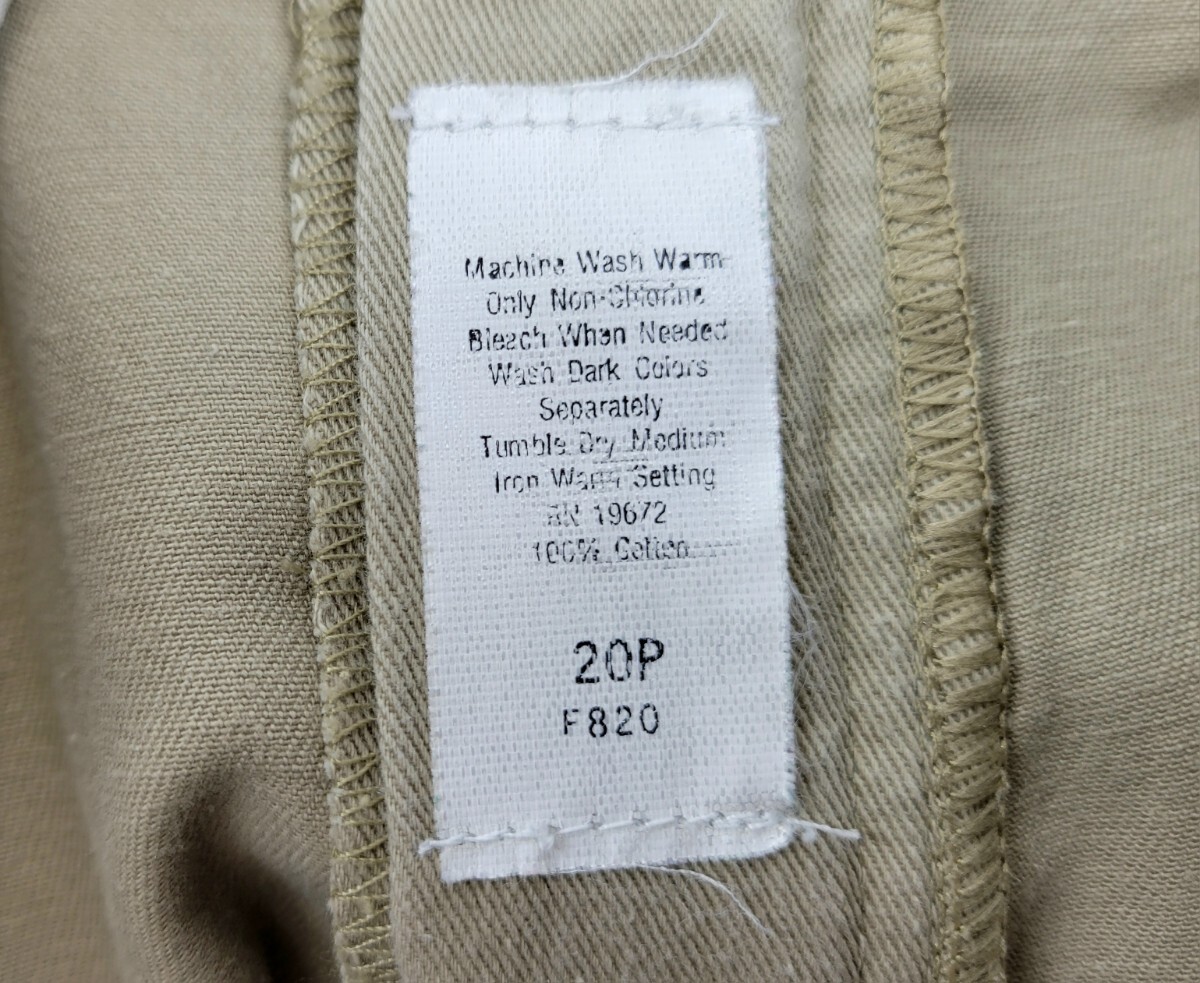 Machine Wash Warm
Only Non-Chlorine
Bleach When Needed
Wash Dark Colors
Separately
Tumble Dry Medium
Iron Warm Setting
RN 19672
100% Cotton
20P
F820